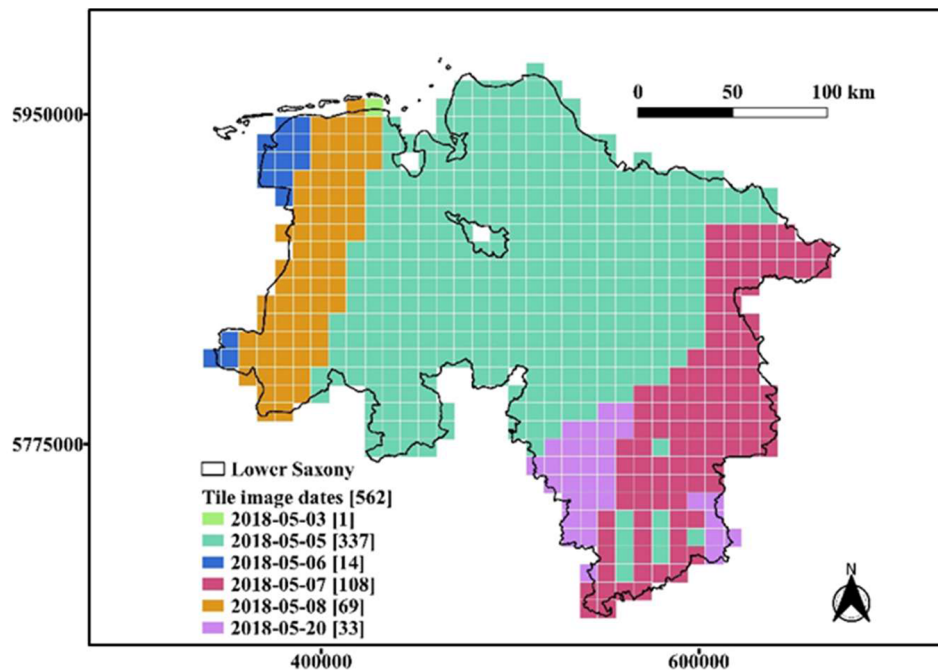 5950000
0 50 100 km
5775000
Lower Saxony
Tile image dates [562]
2018-05-03 [1]
2018-05-05 [337]
2018-05-06 [14]
2018-05-07 [108]
2018-05-08 [69]
2018-05-20 [33]
N
400000 600000